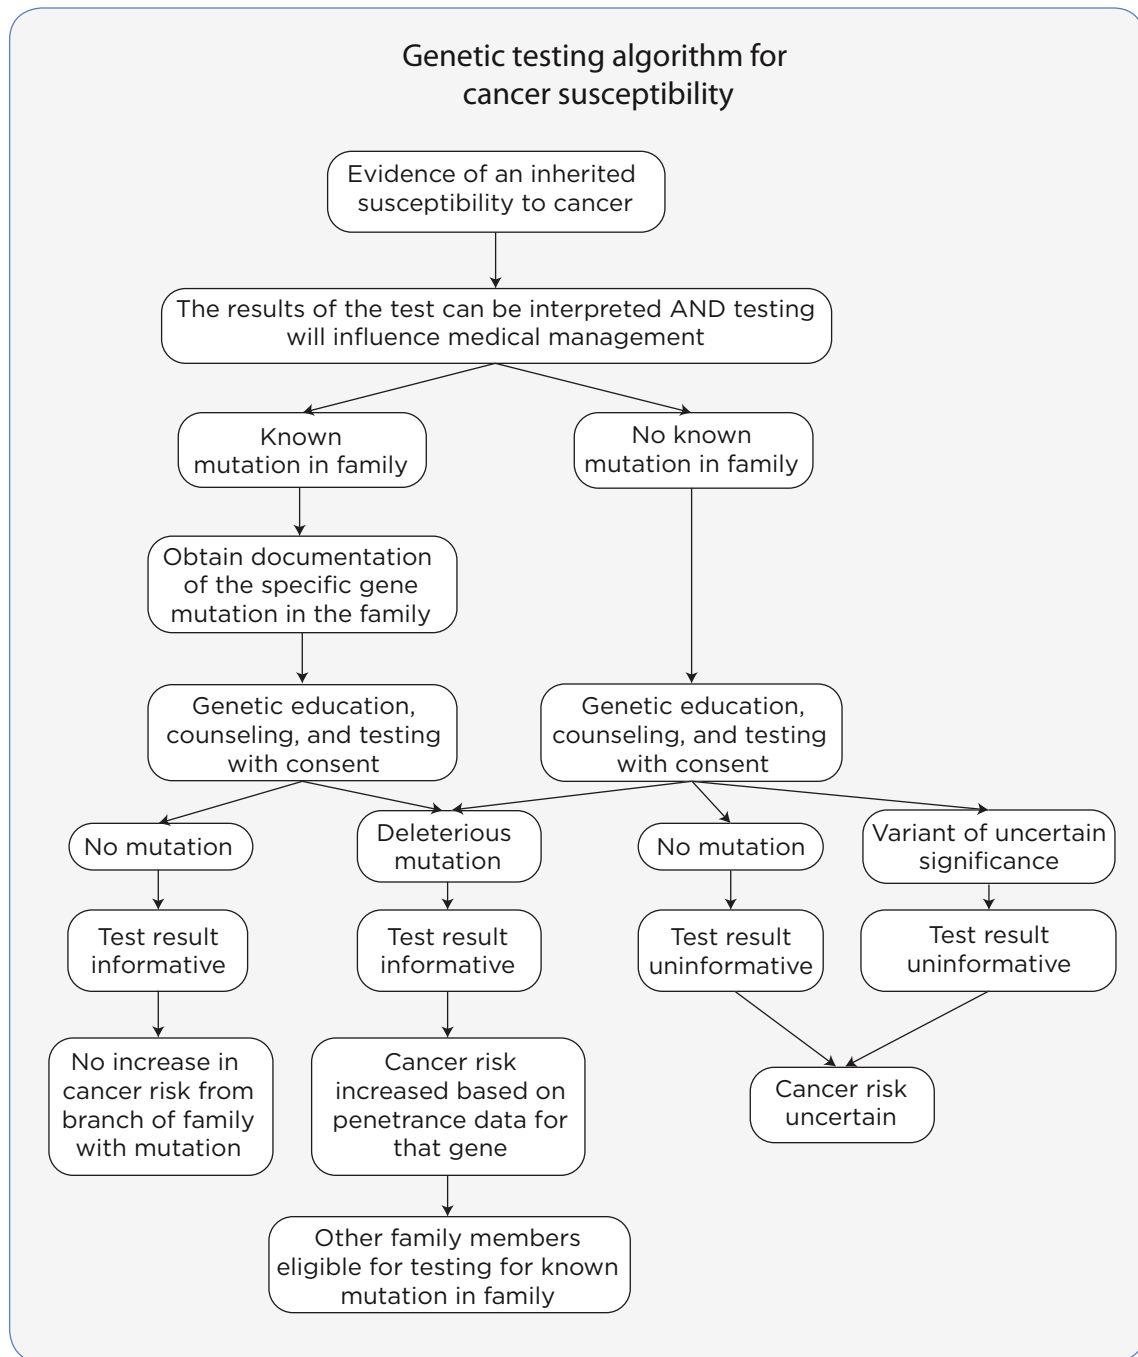 Genetic testing algorithm for
cancer susceptibility
Evidence of an inherited
susceptibility to cancer
The results of the test can be interpreted AND testing
will influence medical management
Known
mutation in family
No known
mutation in family
Obtain documentation
of the specific gene
mutation in the family
Genetic education,
counseling, and testing
with consent
Genetic education,
counseling, and testing
with consent
No mutation
Deleterious
mutation
No mutation
Variant of uncertain
significance
Test result
informative
Test result
informative
Test result
uninformative
Test result
uninformative
No increase in
cancer risk from
branch of family
with mutation
Cancer risk
increased based on
penetrance data for
that gene
Cancer risk
uncertain
Other family members
eligible for testing for known
mutation in family